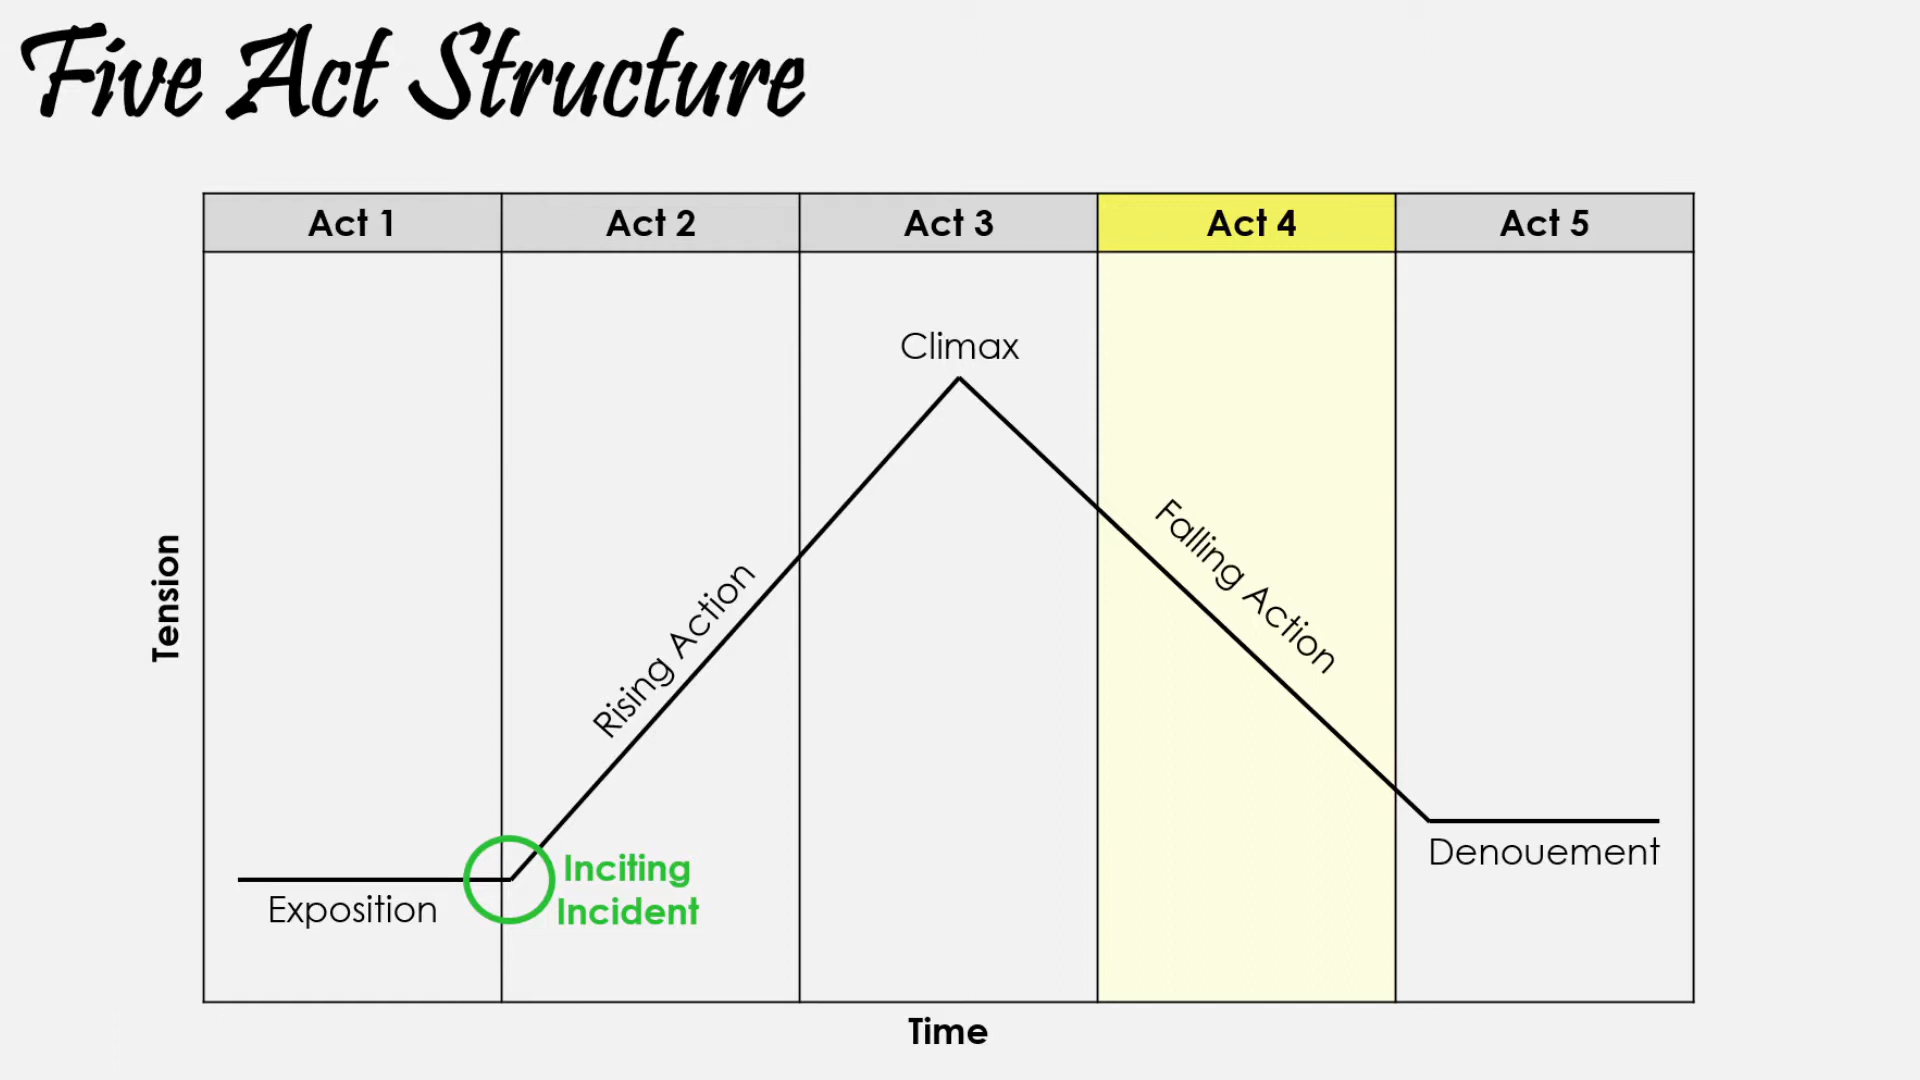 Five Act Structure
Act 1
Act 2
Act 3
Act 4
Act 5
Climax
Rising Action
Falling Action
Tension
Inciting
Incident
Exposition
Denouement
Time